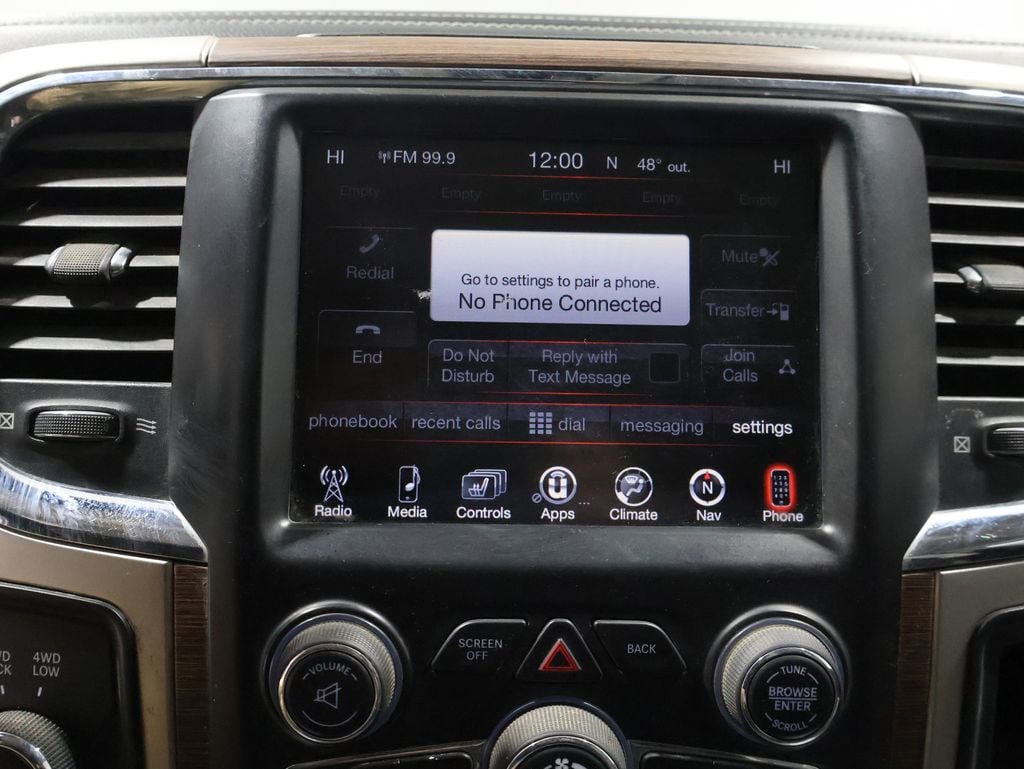 HI FM 99.9 12:00 N 48° out. HI
Empty Empty Empty Empty Empty
Redial
Go to settings to pair a phone.
No Phone Connected
Mute
Transfer
End
Do Not
Disturb
Reply with
Text Message
Join
Calls
phonebook recent calls dial messaging settings
Radio Media Controls Apps Climate Nav Phone
N
SCREEN
OFF
BACK
VOLUME
TUNE
BROWSE
ENTER
SCROLL
4WD
LOW